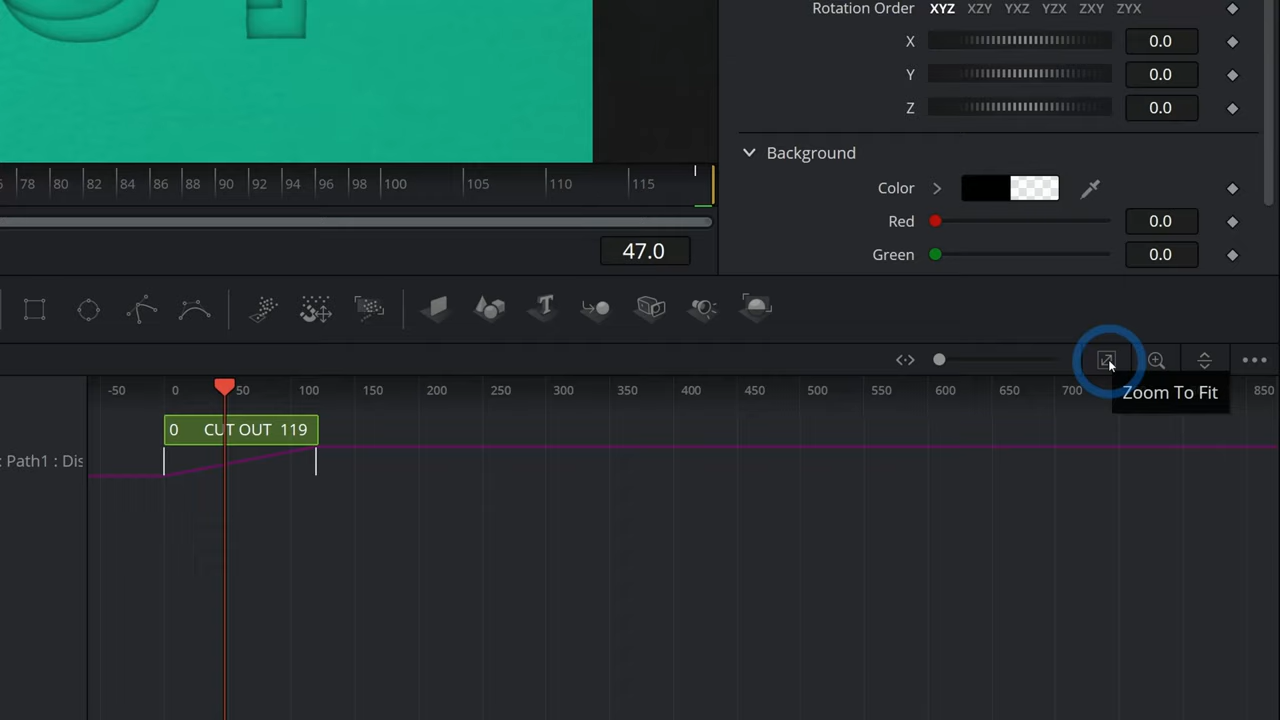 Rotation Order XYZ XZY YXZ YZX ZXY ZYX
X 0.0
Y 0.0
Z 0.0
Background
Color
Red 0.0
Green 0.0
78 80 82 84 86 88 90 92 94 96 98 100 105 110 115
47.0
Zoom To Fit
-50 0 50 100 150 200 250 300 350 400 450 500 550 600 650 700 850
0 CUT OUT 119
: Path1 : Dis